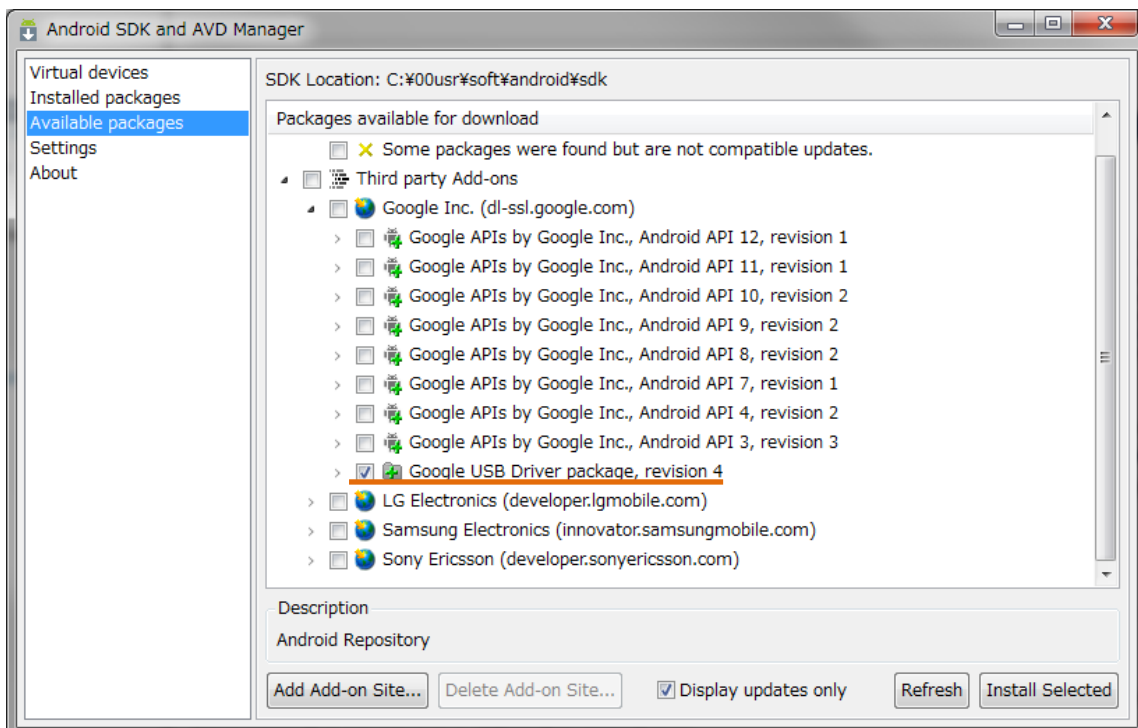 Android SDK and AVD Manager
Virtual devices
Installed packages
Available packages
Settings
About
SDK Location: C:¥00usr¥soft¥android¥sdk
Packages available for download
Some packages were found but are not compatible updates.
Third party Add-ons
Google Inc. (dl-ssl.google.com)
Google APIs by Google Inc., Android API 12, revision 1
Google APIs by Google Inc., Android API 11, revision 1
Google APIs by Google Inc., Android API 10, revision 2
Google APIs by Google Inc., Android API 9, revision 2
Google APIs by Google Inc., Android API 8, revision 2
Google APIs by Google Inc., Android API 7, revision 1
Google APIs by Google Inc., Android API 4, revision 2
Google APIs by Google Inc., Android API 3, revision 3
Google USB Driver package, revision 4
LG Electronics (developer.lgmobile.com)
Samsung Electronics (innovator.samsungmobile.com)
Sony Ericsson (developer.sonyericsson.com)
Description
Android Repository
Add Add-on Site... Delete Add-on Site... Display updates only Refresh Install Selected